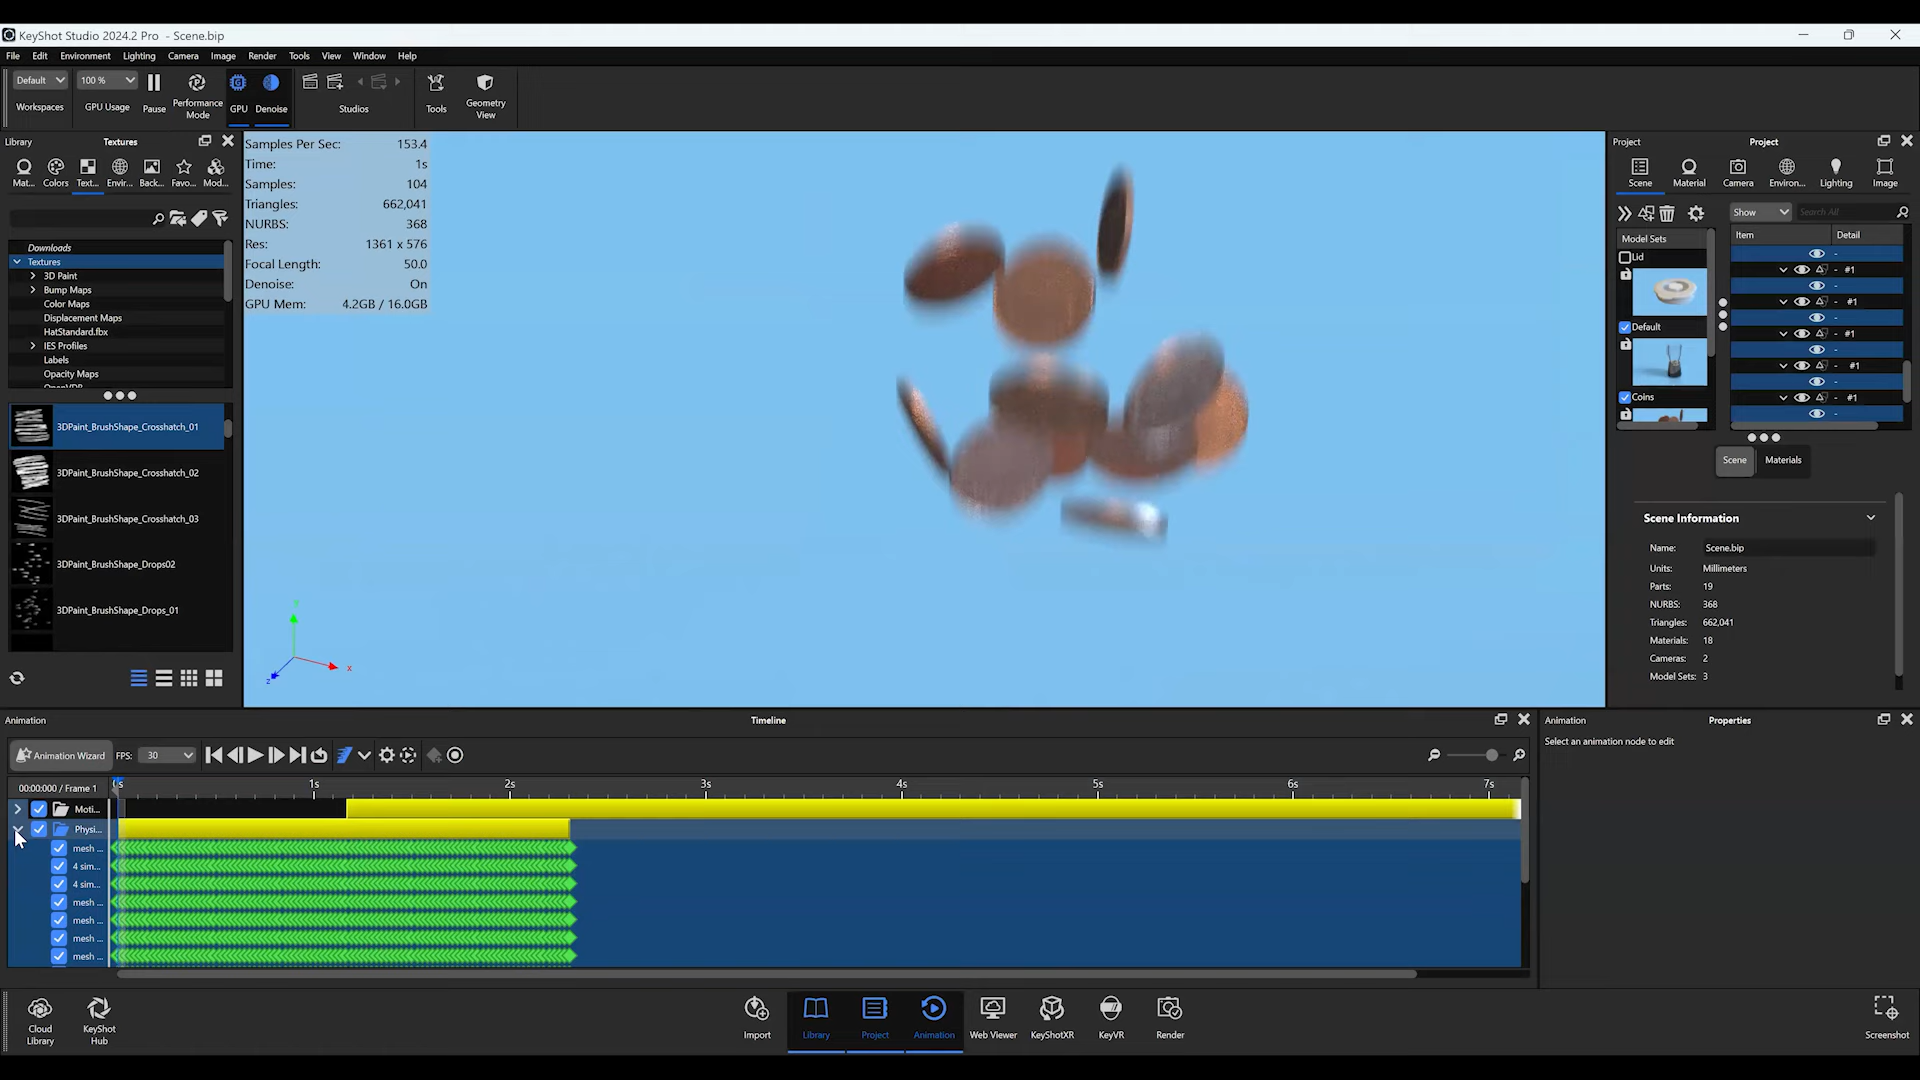 KeyShot Studio 2024.2 Pro - Scene.bip
File Edit Environment Lighting Camera Image Render Tools View Window Help
Default 100 %
Workspaces GPU Usage Pause Performance Mode GPU Denoise Studios Tools Geometry View
Library Textures
Mat... Colors Text... Envir... Back... Favo... Mod...
Downloads
Textures
3D Paint
Bump Maps
Color Maps
Displacement Maps
HatStandard.fbx
IES Profiles
Labels
Opacity Maps
OpenVDB
3DPaint_BrushShape_Crosshatch_01
3DPaint_BrushShape_Crosshatch_02
3DPaint_BrushShape_Crosshatch_03
3DPaint_BrushShape_Drops02
3DPaint_BrushShape_Drops_01
Samples Per Sec: 153.4
Time: 1s
Samples: 104
Triangles: 662,041
NURBS: 368
Res: 1361 x 576
Focal Length: 50.0
Denoise: On
GPU Mem: 4.2GB / 16.0GB
x
z
Project Project
Scene Material Camera Environ... Lighting Image
Show Search All
Model Sets Item Detail
Lid
Default
Coins
- 
- #1
-
- #1
-
- #1
-
- #1
-
- #1
-
Scene Materials
Scene Information
Name: Scene.bip
Units: Millimeters
Parts: 19
NURBS: 368
Triangles: 662,041
Materials: 18
Cameras: 2
Model Sets: 3
Animation Timeline
Animation Wizard FPS: 30
00:00:000 / Frame 1 0s 1s 2s 3s 4s 5s 6s 7s
Moti...
Physi...
mesh ...
4 sim...
4 sim...
mesh ...
mesh ...
mesh ...
mesh ...
Animation Properties
Select an animation node to edit
Cloud Library
KeyShot Hub
Import Library Project Animation Web Viewer KeyShotXR KeyVR Render
Screenshot